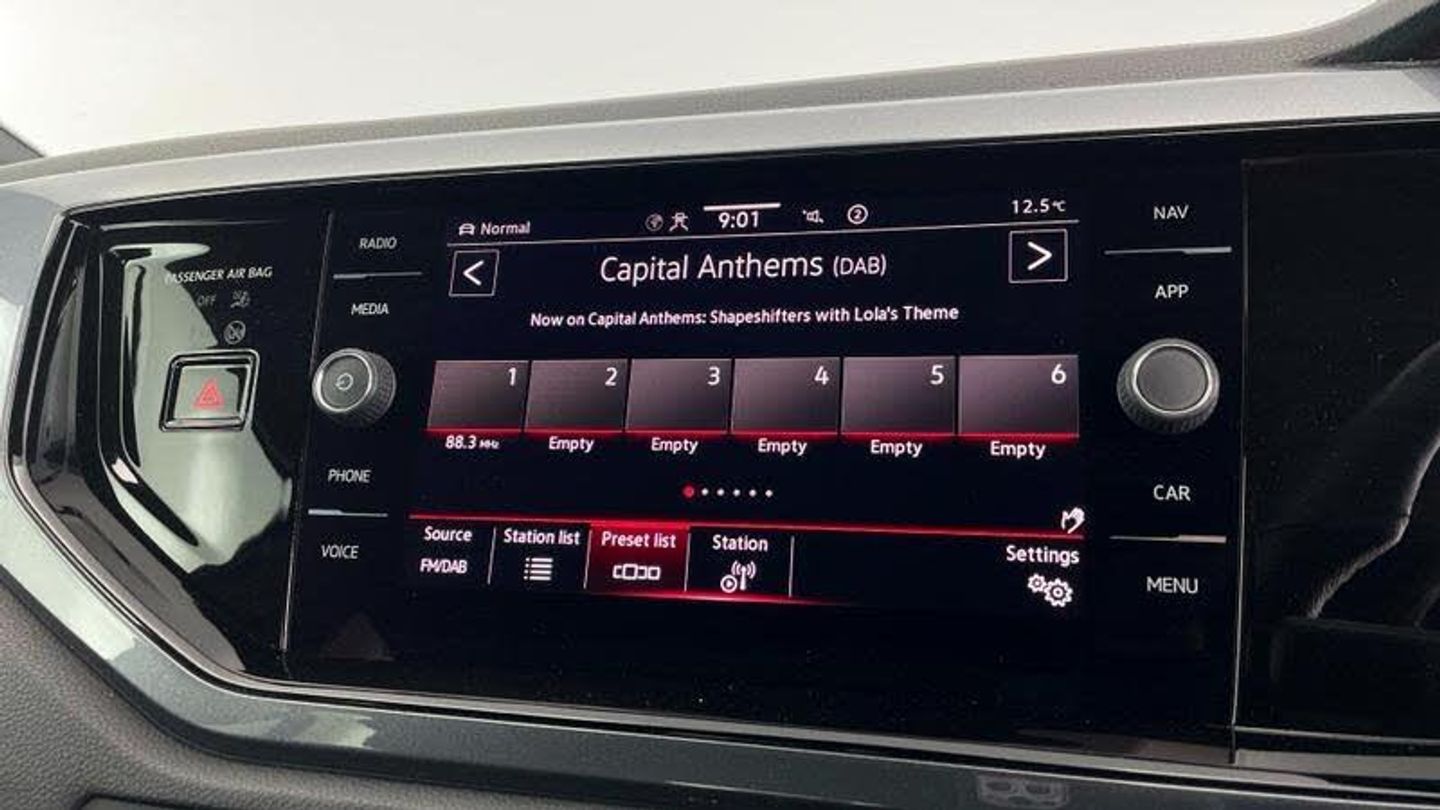 PASSENGER AIR BAG
OFF
RADIO
MEDIA
PHONE
VOICE
Normal
9:01
2
12.5°C
<
Capital Anthems (DAB)
>
Now on Capital Anthems: Shapeshifters with Lola's Theme
1 2 3 4 5 6
88.3 MHz Empty Empty Empty Empty Empty
Source Station list Preset list Station Settings
FM/DAB
NAV
APP
CAR
MENU